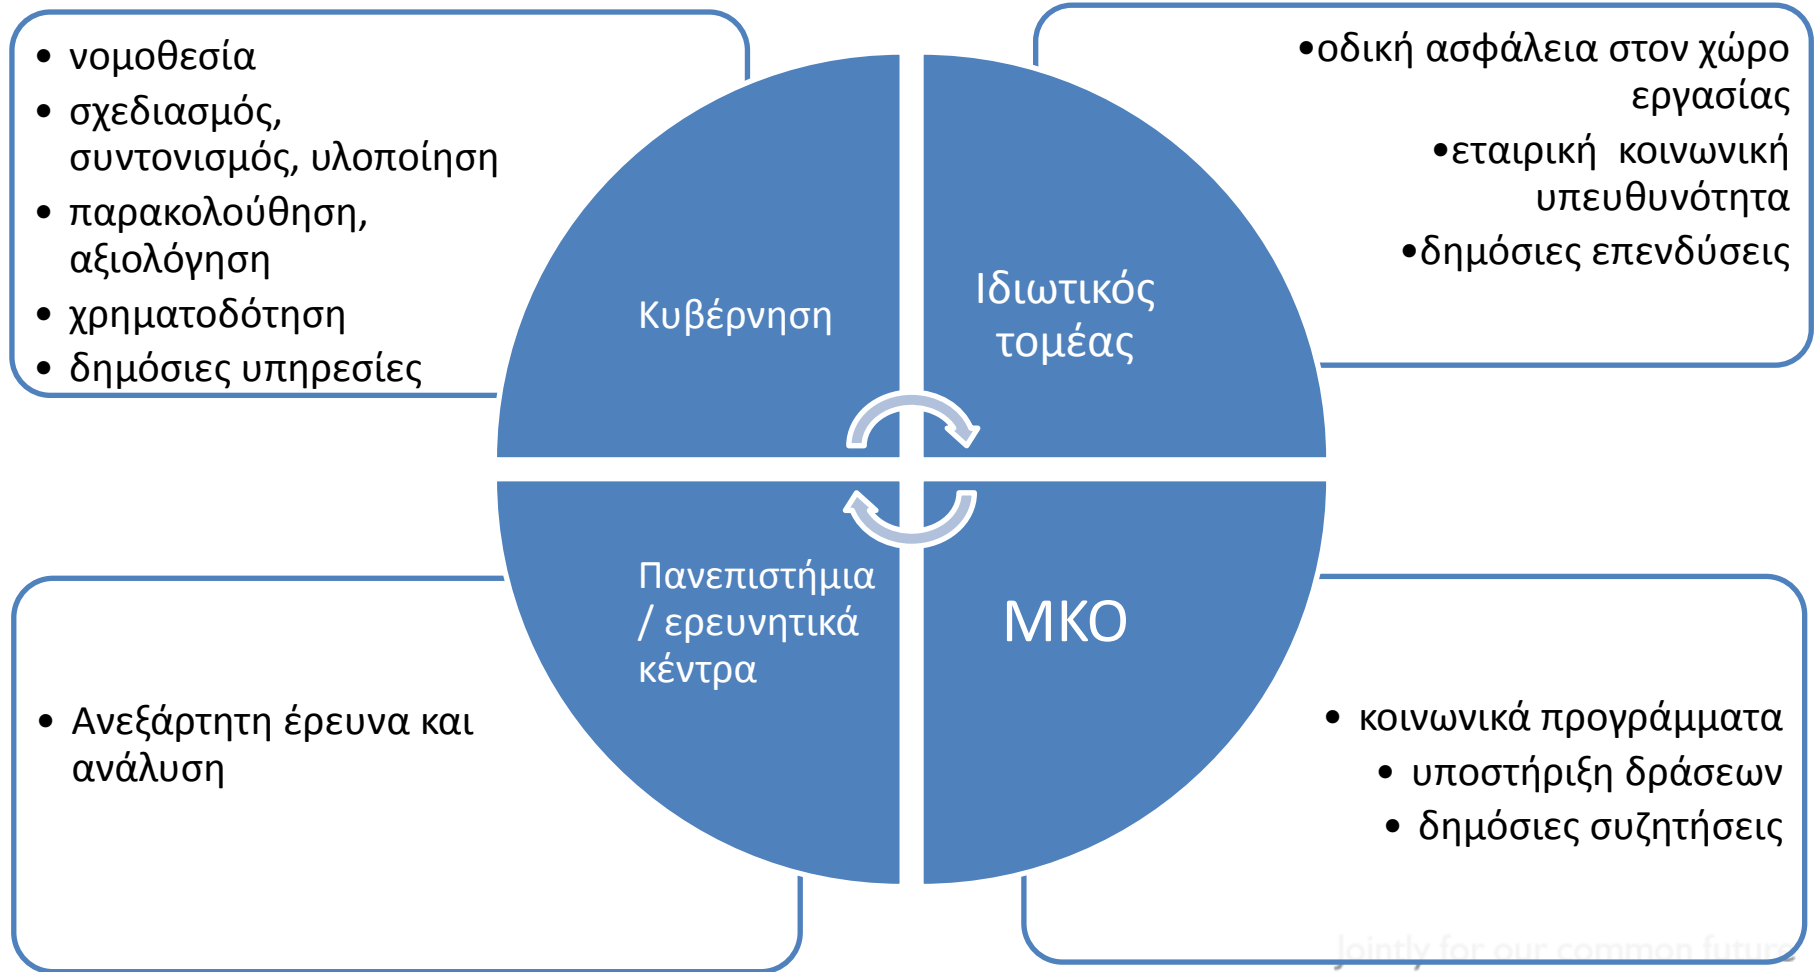 • νομοθεσία
• σχεδιασμός,
συντονισμός, υλοποίηση
• παρακολούθηση,
αξιολόγηση
• χρηματοδότηση
• δημόσιες υπηρεσίες
•οδική ασφάλεια στον χώρο
εργασίας
•εταιρική κοινωνική
υπευθυνότητα
•δημόσιες επενδύσεις
Κυβέρνηση
Ιδιωτικός
τομέας
Πανεπιστήμια
/ ερευνητικά
κέντρα
ΜΚΟ
• Ανεξάρτητη έρευνα και
ανάλυση
• κοινωνικά προγράμματα
• υποστήριξη δράσεων
• δημόσιες συζητήσεις
Jointly for our common future